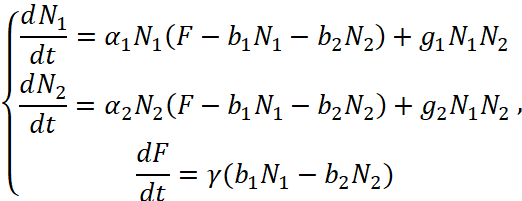 dN₁/dt = α₁N₁(F − b₁N₁ − b₂N₂) + g₁N₁N₂
dN₂/dt = α₂N₂(F − b₁N₁ − b₂N₂) + g₂N₁N₂ ,
dF/dt = γ(b₁N₁ − b₂N₂)